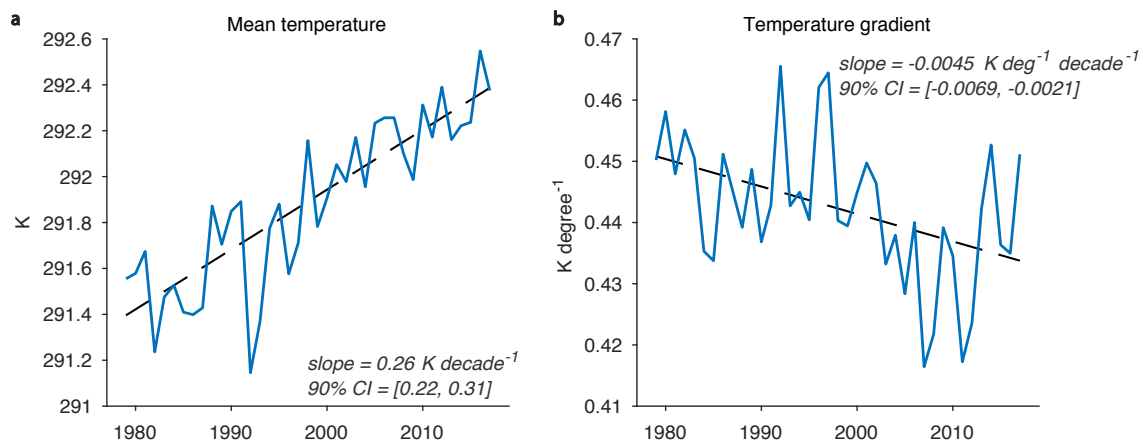 a
Mean temperature
292.6
292.4
292.2
292
291.8
291.6
291.4
291.2
291
K
slope = 0.26 K decade⁻¹
90% CI = [0.22, 0.31]
1980 1990 2000 2010
b
Temperature gradient
0.47
0.46
0.45
0.44
0.43
0.42
0.41
K degree⁻¹
slope = -0.0045 K deg⁻¹ decade⁻¹
90% CI = [-0.0069, -0.0021]
1980 1990 2000 2010